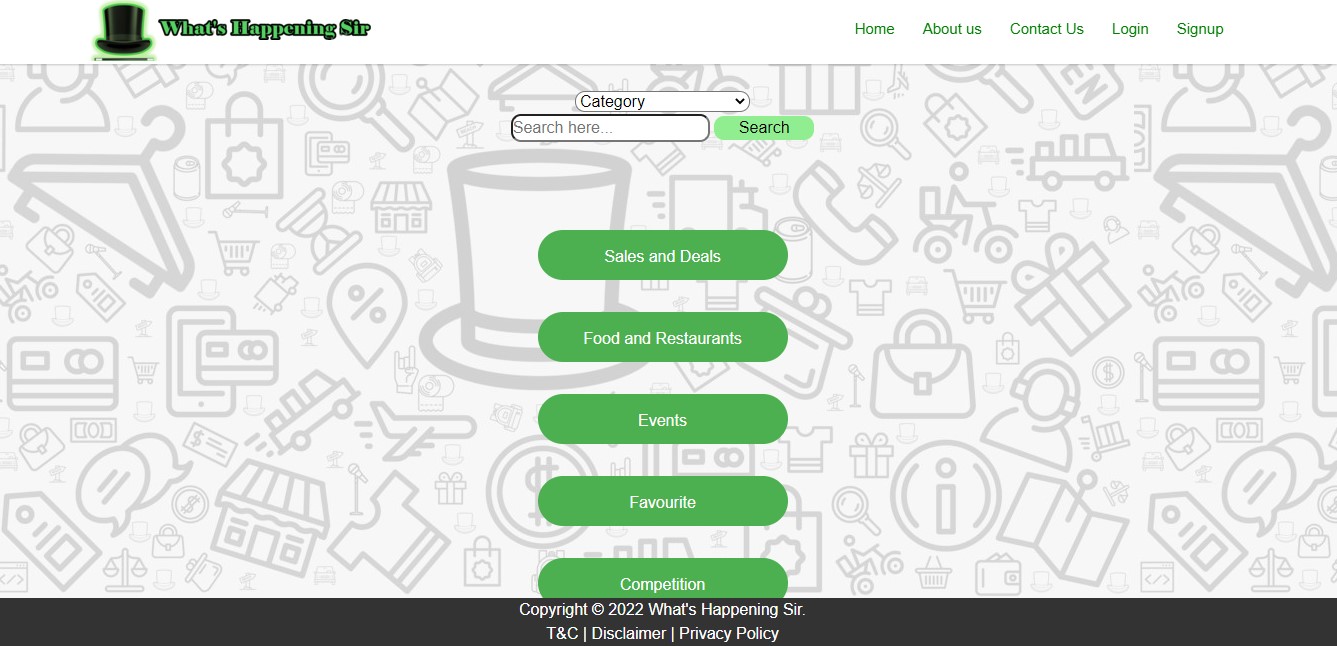 What's Happening Sir
Home About us Contact Us Login Signup
Category
Search here... Search
Sales and Deals
Food and Restaurants
Events
Favourite
Competition
Copyright © 2022 What's Happening Sir.
T&C | Disclaimer | Privacy Policy